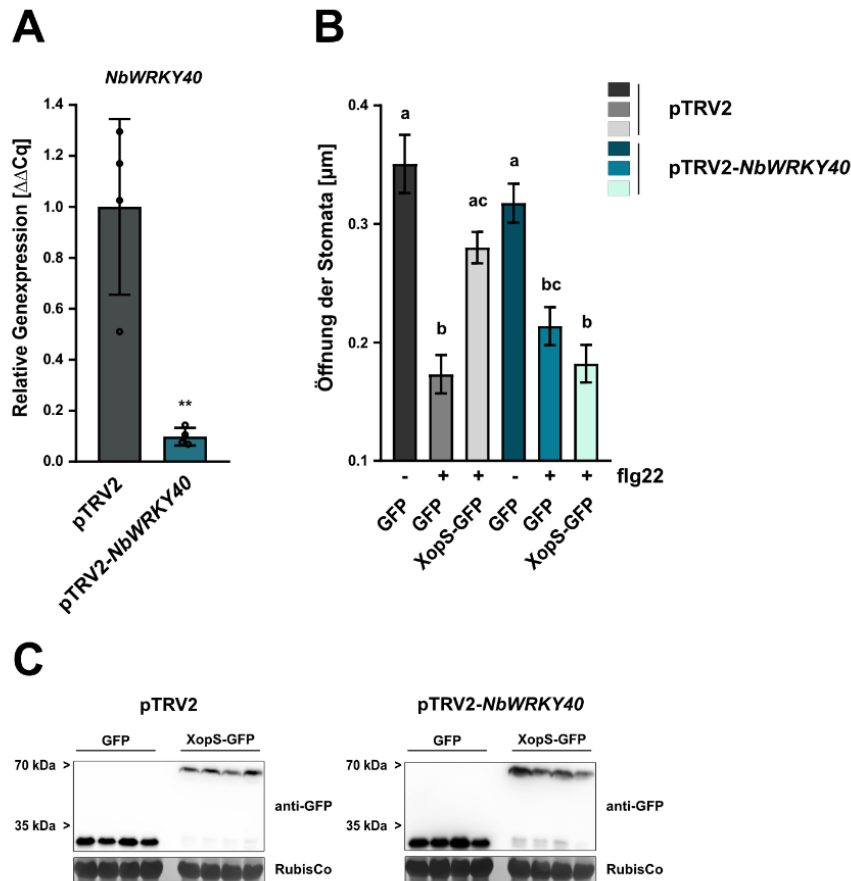 A
NbWRKY40
Relative Genexpression [ΔΔCq]
1.4
1.2
1.0
0.8
0.6
0.4
0.2
0.0
**
pTRV2
pTRV2-NbWRKY40
B
Öffnung der Stomata [µm]
0.4
0.3
0.2
0.1
a
b
ac
a
bc
b
- + + - + + flg22
GFP
GFP
XopS-GFP
GFP
GFP
XopS-GFP
pTRV2
pTRV2-NbWRKY40
C
pTRV2
GFP XopS-GFP
70 kDa >
35 kDa >
anti-GFP
RubisCo
pTRV2-NbWRKY40
GFP XopS-GFP
70 kDa >
35 kDa >
anti-GFP
RubisCo